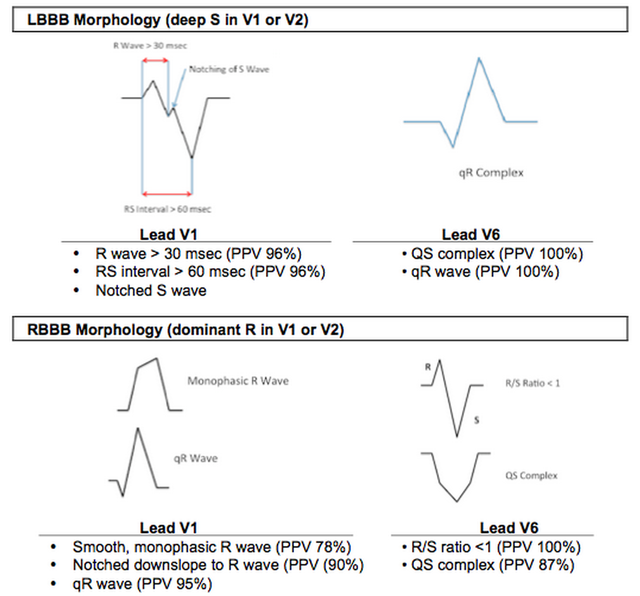 LBBB Morphology (deep S in V1 or V2)
R Wave > 30 msec
Notching of S Wave
RS Interval > 60 msec
qR Complex
Lead V1
• R wave > 30 msec (PPV 96%)
• RS interval > 60 msec (PPV 96%)
• Notched S wave
Lead V6
• QS complex (PPV 100%)
• qR wave (PPV 100%)
RBBB Morphology (dominant R in V1 or V2)
Monophasic R Wave
qR Wave
R
S
R/S Ratio < 1
QS Complex
Lead V1
• Smooth, monophasic R wave (PPV 78%)
• Notched downslope to R wave (PPV (90%)
• qR wave (PPV 95%)
Lead V6
• R/S ratio <1 (PPV 100%)
• QS complex (PPV 87%)